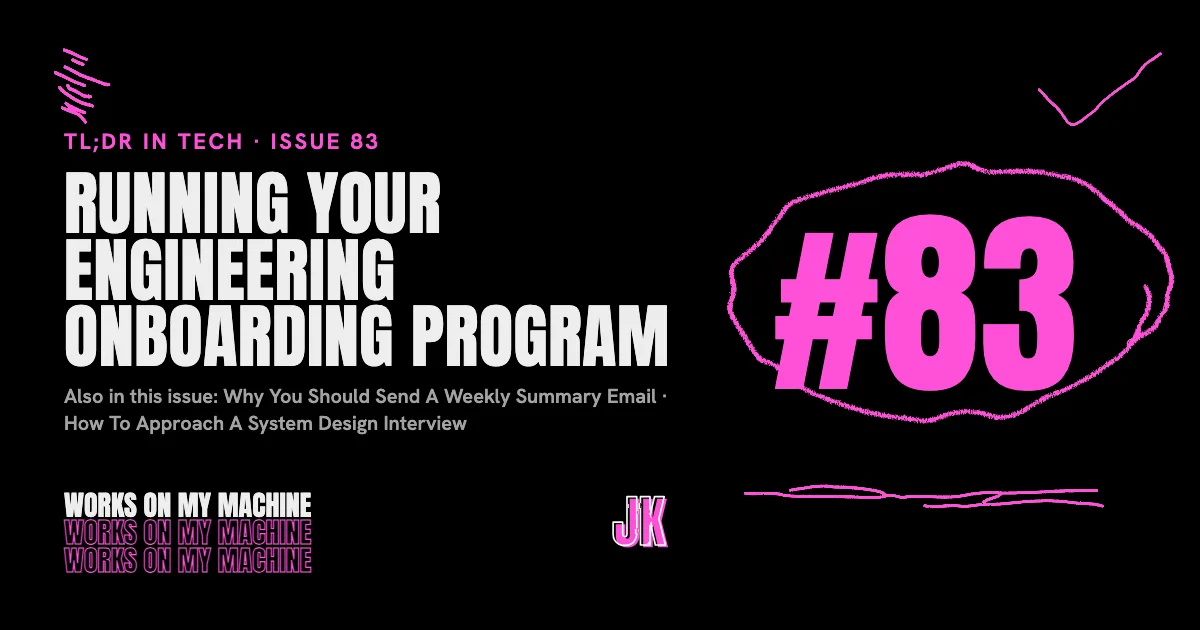 TL;DR IN TECH · ISSUE 83
RUNNING YOUR
ENGINEERING
ONBOARDING PROGRAM
Also in this issue: Why You Should Send A Weekly Summary Email ·
How To Approach A System Design Interview
#83
WORKS ON MY MACHINE
WORKS ON MY MACHINE
WORKS ON MY MACHINE
JK